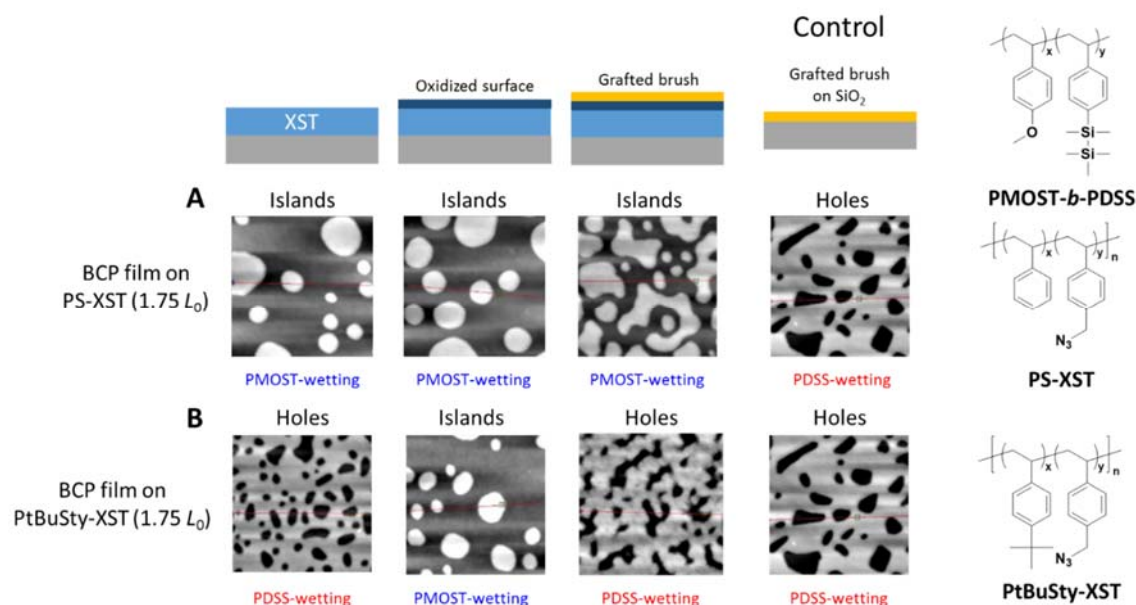 Control
Oxidized surface
Grafted brush
Grafted brush
on SiO₂
XST
x
y
O
Si
Si
PMOST-b-PDSS
A
Islands
Islands
Islands
Holes
BCP film on
PS-XST (1.75 L₀)
x
y
n
N₃
PS-XST
PMOST-wetting
PMOST-wetting
PMOST-wetting
PDSS-wetting
B
Holes
Islands
Holes
Holes
BCP film on
PtBuSty-XST (1.75 L₀)
x
y
n
N₃
PtBuSty-XST
PDSS-wetting
PMOST-wetting
PDSS-wetting
PDSS-wetting